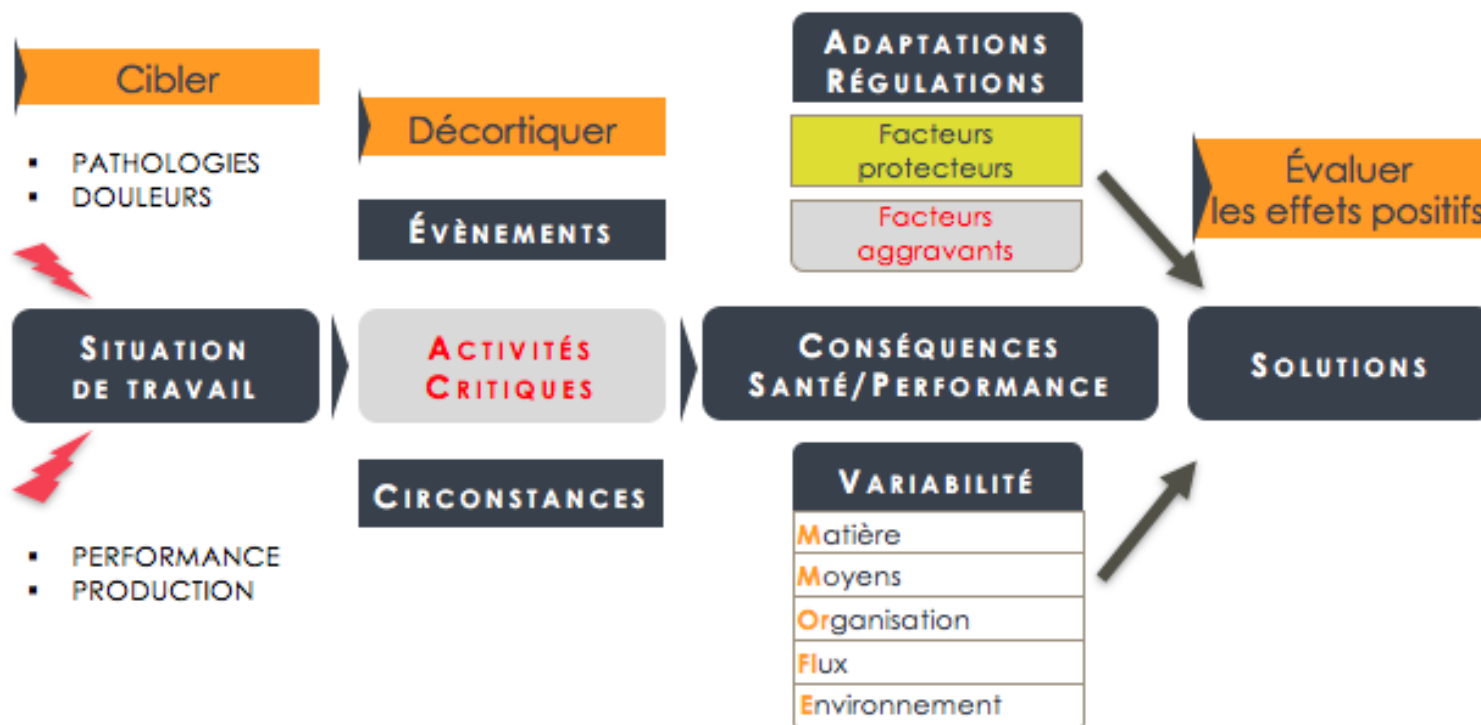 Cibler
▪ PATHOLOGIES
▪ DOULEURS
SITUATION
DE TRAVAIL
▪ PERFORMANCE
▪ PRODUCTION
Décortiquer
ÉVÈNEMENTS
ACTIVITÉS
CRITIQUES
CIRCONSTANCES
ADAPTATIONS
RÉGULATIONS
Facteurs
protecteurs
Facteurs
aggravants
CONSÉQUENCES
SANTÉ/PERFORMANCE
VARIABILITÉ
Matière
Moyens
Organisation
Flux
Environnement
Évaluer
les effets positifs
SOLUTIONS